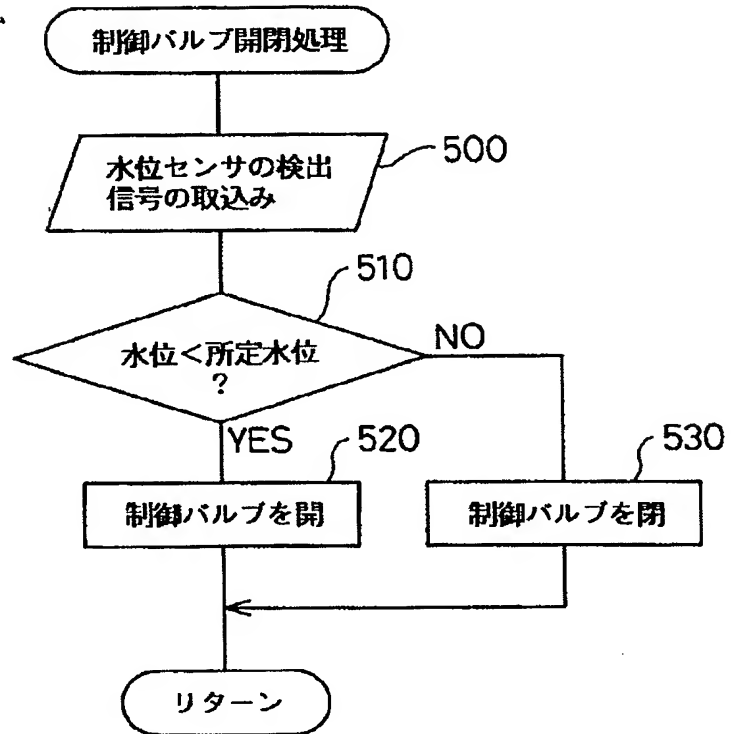 制御バルブ開閉処理
水位センサの検出
信号の取込み
500
510
水位<所定水位
?
NO
YES
520
530
制御バルブを開
制御バルブを閉
リターン